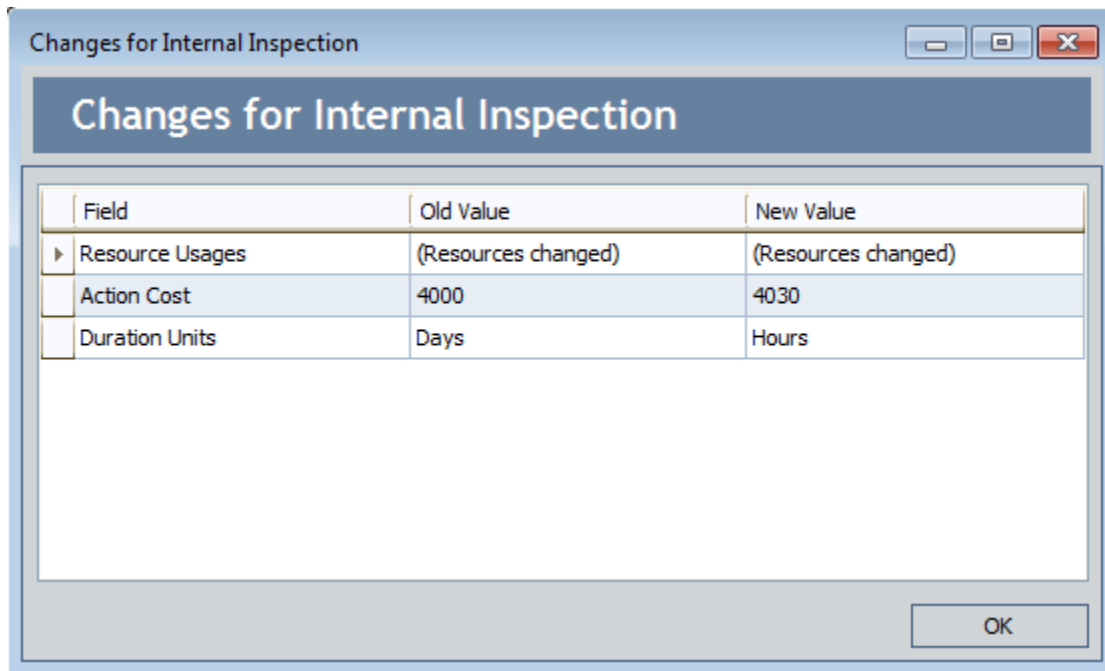 Changes for Internal Inspection
Changes for Internal Inspection
Field Old Value New Value
Resource Usages (Resources changed) (Resources changed)
Action Cost 4000 4030
Duration Units Days Hours
OK